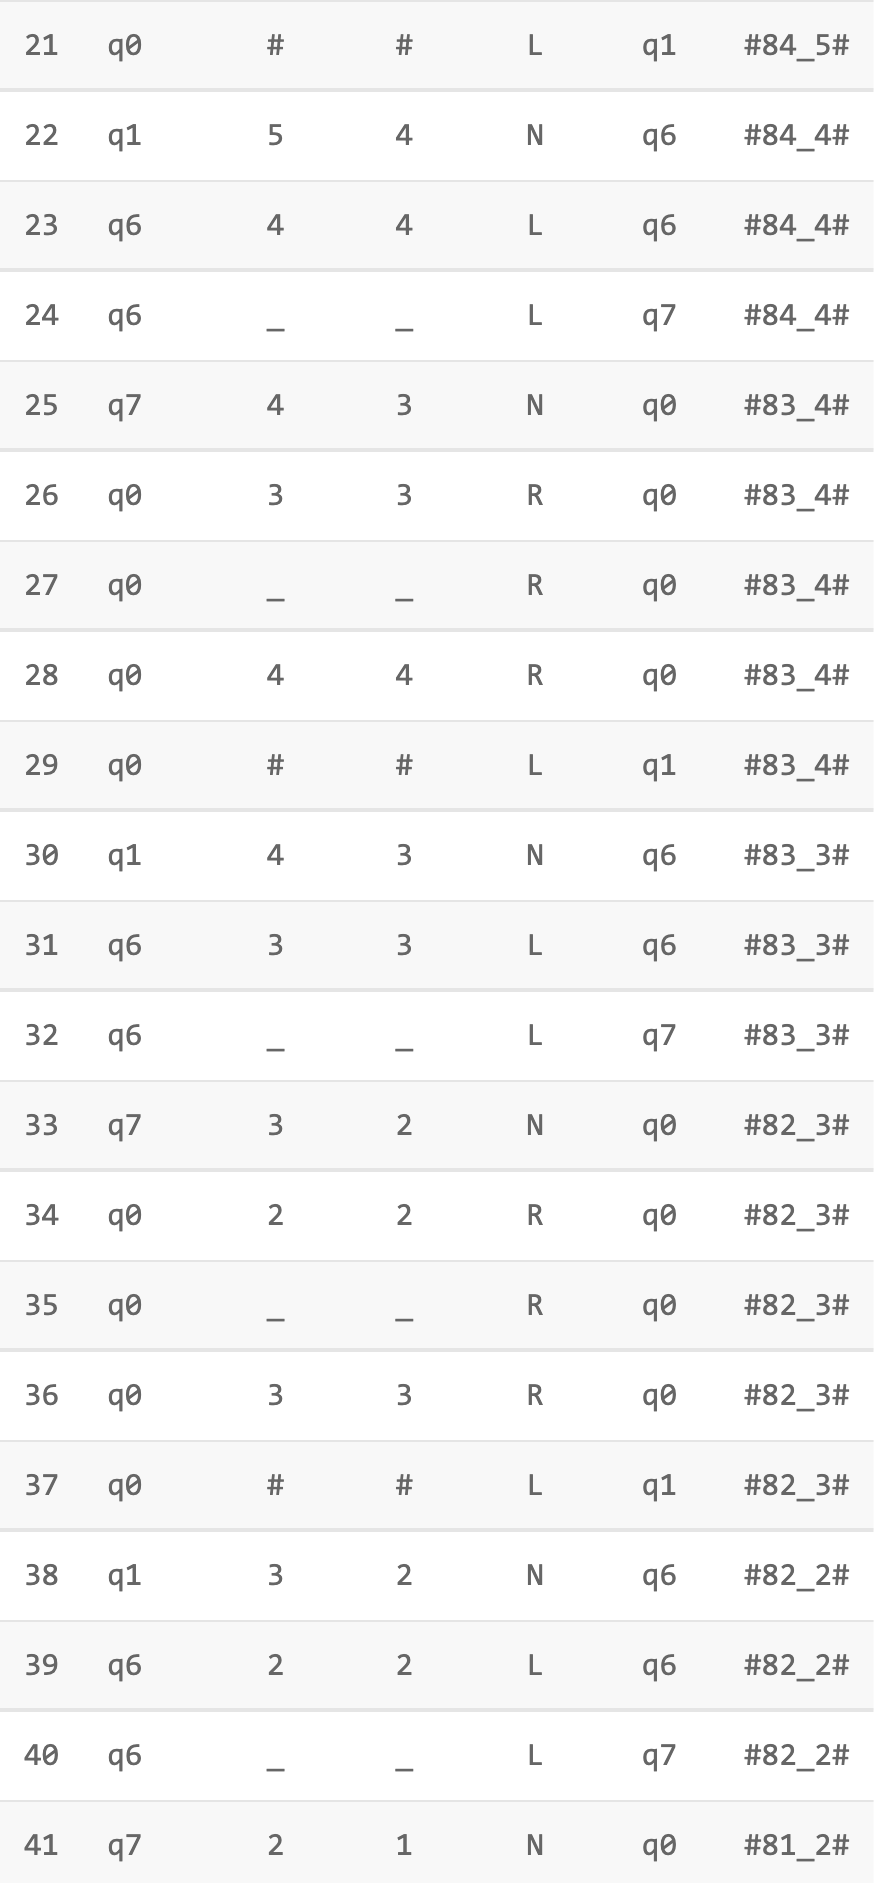 21 q0 # # L q1 #84_5#
22 q1 5 4 N q6 #84_4#
23 q6 4 4 L q6 #84_4#
24 q6 _ _ L q7 #84_4#
25 q7 4 3 N q0 #83_4#
26 q0 3 3 R q0 #83_4#
27 q0 _ _ R q0 #83_4#
28 q0 4 4 R q0 #83_4#
29 q0 # # L q1 #83_4#
30 q1 4 3 N q6 #83_3#
31 q6 3 3 L q6 #83_3#
32 q6 _ _ L q7 #83_3#
33 q7 3 2 N q0 #82_3#
34 q0 2 2 R q0 #82_3#
35 q0 _ _ R q0 #82_3#
36 q0 3 3 R q0 #82_3#
37 q0 # # L q1 #82_3#
38 q1 3 2 N q6 #82_2#
39 q6 2 2 L q6 #82_2#
40 q6 _ _ L q7 #82_2#
41 q7 2 1 N q0 #81_2#